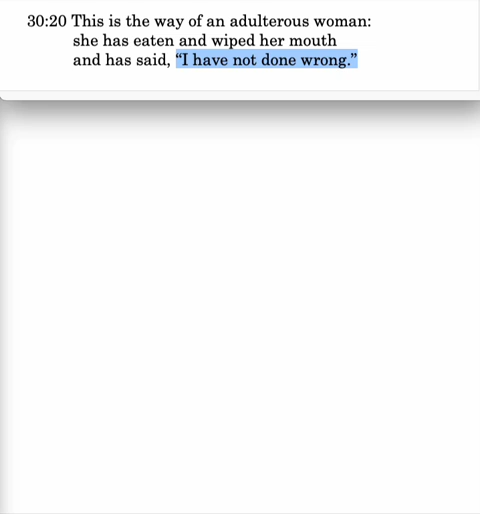 30:20 This is the way of an adulterous woman:
she has eaten and wiped her mouth
and has said, “I have not done wrong.”